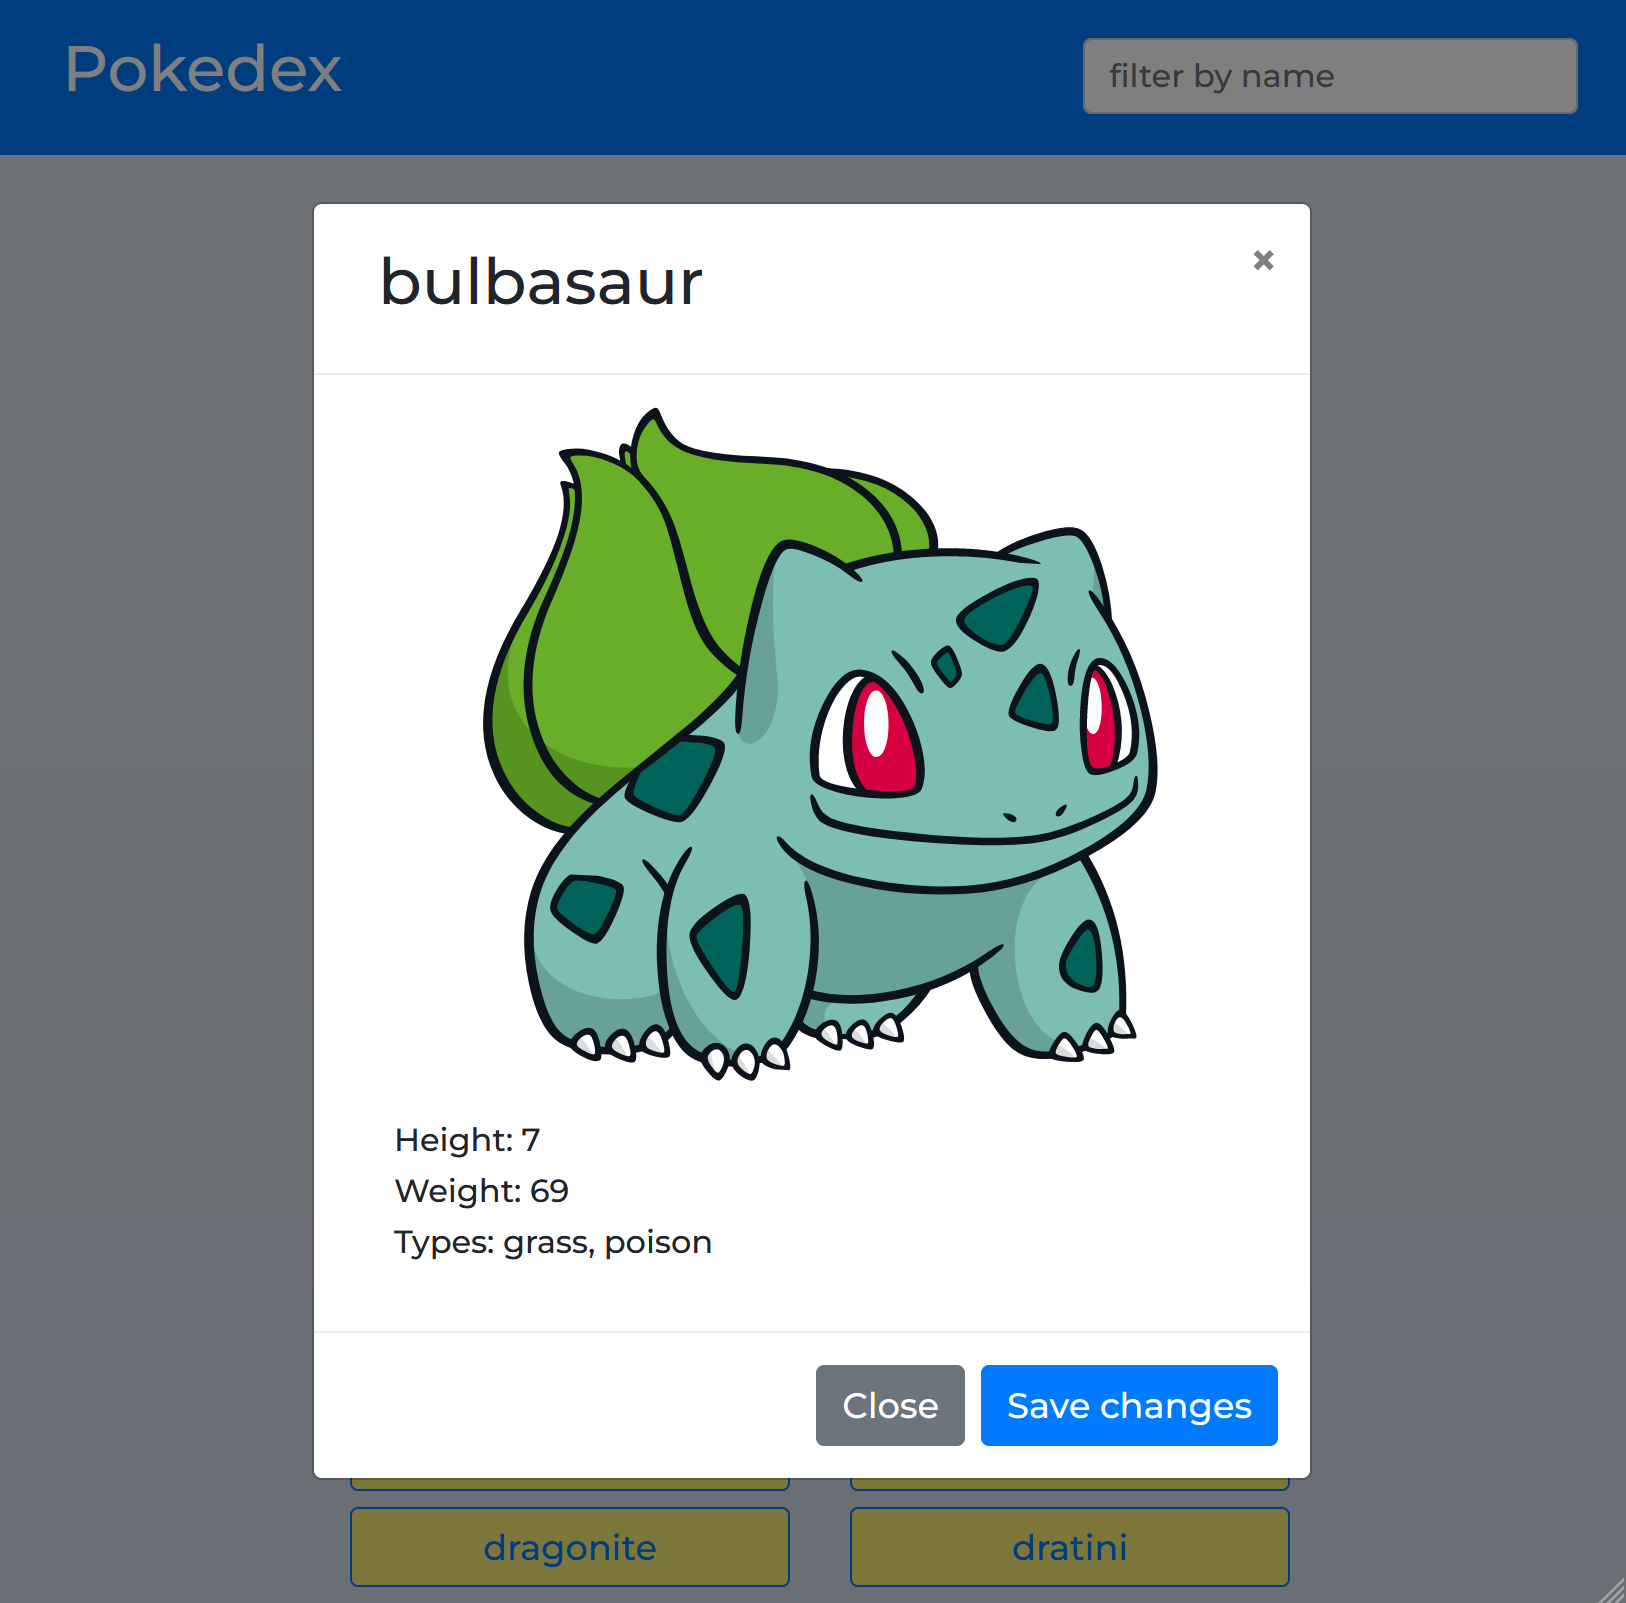 Pokedex
filter by name
bulbasaur
×
Height: 7
Weight: 69
Types: grass, poison
Close
Save changes
dragonite
dratini